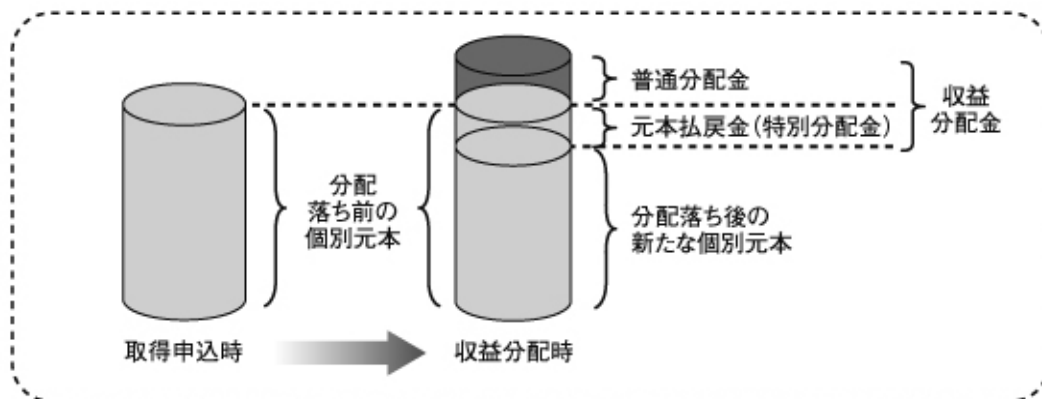 普通分配金
元本払戻金(特別分配金)
収益
分配金
分配
落ち前の
個別元本
分配落ち後の
新たな個別元本
取得申込時
収益分配時